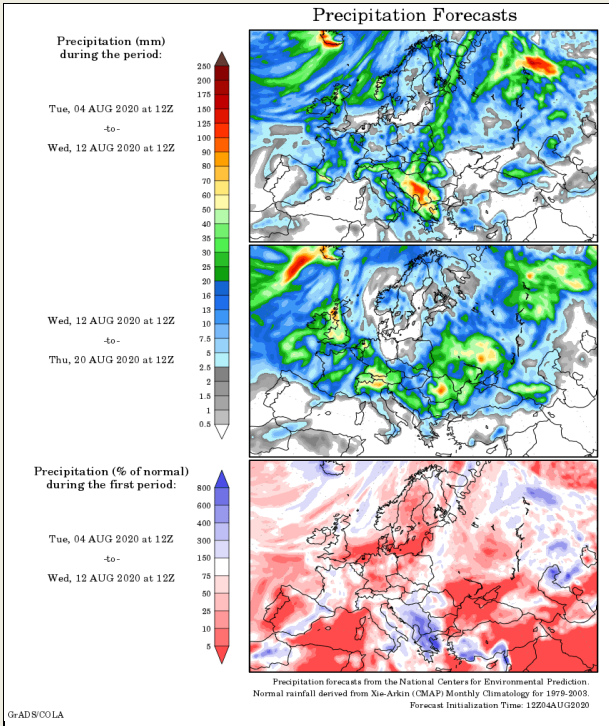 Precipitation Forecasts
Precipitation (mm)
during the period:
Tue, 04 AUG 2020 at 12Z
-to-
Wed, 12 AUG 2020 at 12Z
250
200
175
150
125
100
90
80
70
60
50
40
35
30
25
20
16
13
10
7.5
5
2.5
2
1.5
1
0.5
Wed, 12 AUG 2020 at 12Z
-to-
Thu, 20 AUG 2020 at 12Z
Precipitation (% of normal)
during the first period:
Tue, 04 AUG 2020 at 12Z
-to-
Wed, 12 AUG 2020 at 12Z
800
600
400
300
150
75
50
25
10
5
Precipitation forecasts from the National Centers for Environmental Prediction.
Normal rainfall derived from Xie-Arkin (CMAP) Monthly Climatology for 1979-2003.
Forecast Initialization Time: 12Z04AUG2020
GrADS/COLA